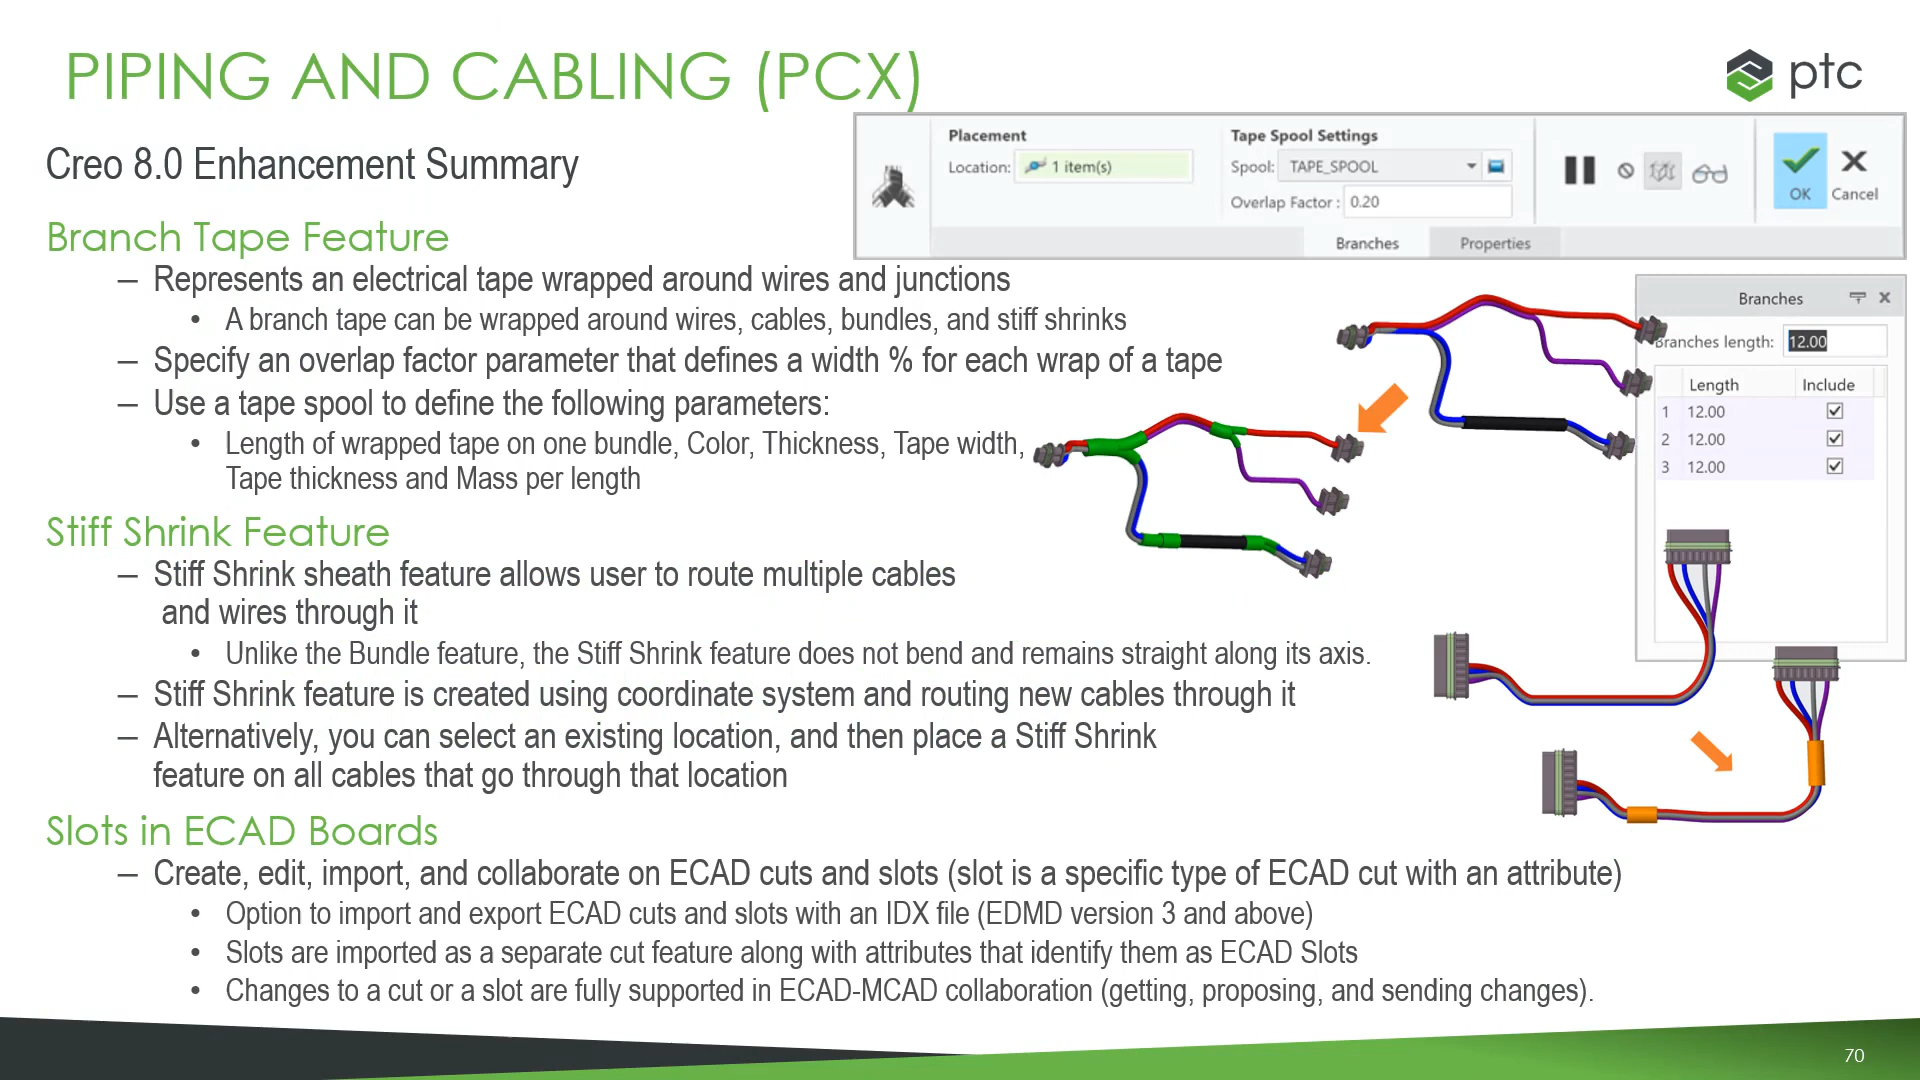 PIPING AND CABLING (PCX)
ptc
Creo 8.0 Enhancement Summary
Placement
Location:
1 item(s)
Tape Spool Settings
Spool:
TAPE_SPOOL
Overlap Factor :
0.20
OK
Cancel
Branches
Properties
Branch Tape Feature
– Represents an electrical tape wrapped around wires and junctions
• A branch tape can be wrapped around wires, cables, bundles, and stiff shrinks
– Specify an overlap factor parameter that defines a width % for each wrap of a tape
– Use a tape spool to define the following parameters:
• Length of wrapped tape on one bundle, Color, Thickness, Tape width,
Tape thickness and Mass per length
Branches
Branches length:
12.00
Length Include
1 12.00
2 12.00
3 12.00
Stiff Shrink Feature
– Stiff Shrink sheath feature allows user to route multiple cables
and wires through it
• Unlike the Bundle feature, the Stiff Shrink feature does not bend and remains straight along its axis.
– Stiff Shrink feature is created using coordinate system and routing new cables through it
– Alternatively, you can select an existing location, and then place a Stiff Shrink
feature on all cables that go through that location
Slots in ECAD Boards
– Create, edit, import, and collaborate on ECAD cuts and slots (slot is a specific type of ECAD cut with an attribute)
• Option to import and export ECAD cuts and slots with an IDX file (EDMD version 3 and above)
• Slots are imported as a separate cut feature along with attributes that identify them as ECAD Slots
• Changes to a cut or a slot are fully supported in ECAD-MCAD collaboration (getting, proposing, and sending changes).
70